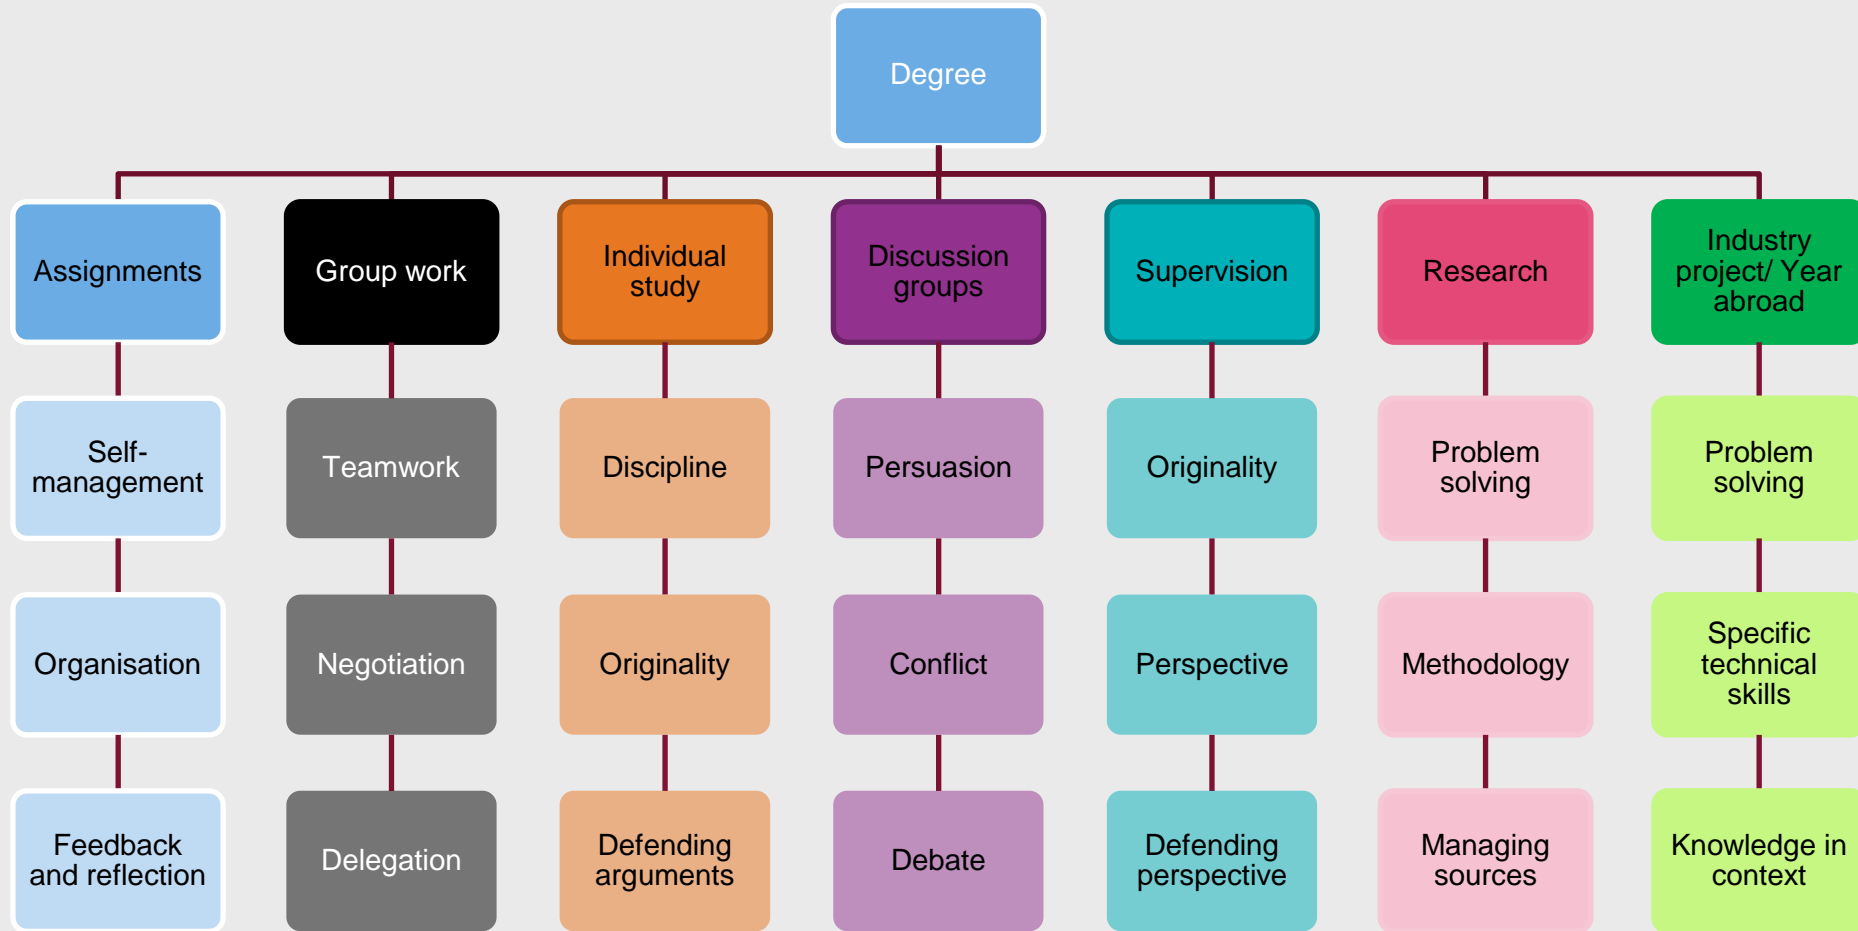 Degree
Assignments
Group work
Individual
study
Discussion
groups
Supervision
Research
Industry
project/ Year
abroad
Self-
management
Teamwork
Discipline
Persuasion
Originality
Problem
solving
Problem
solving
Organisation
Negotiation
Originality
Conflict
Perspective
Methodology
Specific
technical
skills
Feedback
and reflection
Delegation
Defending
arguments
Debate
Defending
perspective
Managing
sources
Knowledge in
context